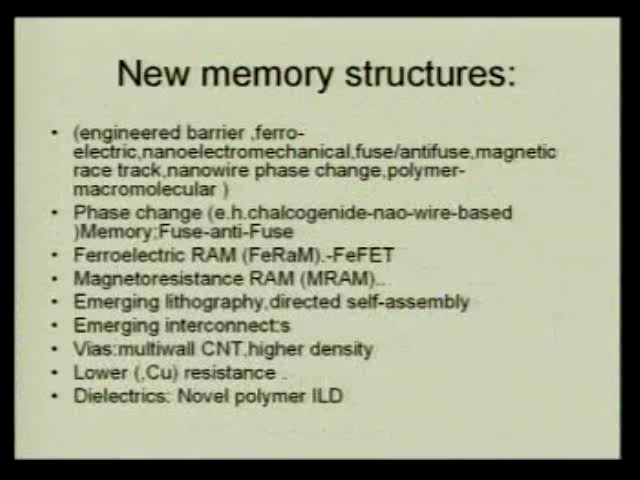 New memory structures:
• (engineered barrier ,ferro-
electric,nanoelectromechanical,fuse/antifuse,magnetic
race track,nanowire phase change,polymer-
macromolecular )
• Phase change (e.h.chalcogenide-nao-wire-based
)Memory;Fuse-anti-Fuse
• Ferroelectric RAM (FeRaM).-FeFET
• Magnetoresistance RAM (MRAM)..
• Emerging lithography,directed self-assembly
• Emerging interconnect:s
• Vias:multiwall CNT,higher density
• Lower (,Cu) resistance .
• Dielectrics: Novel polymer ILD